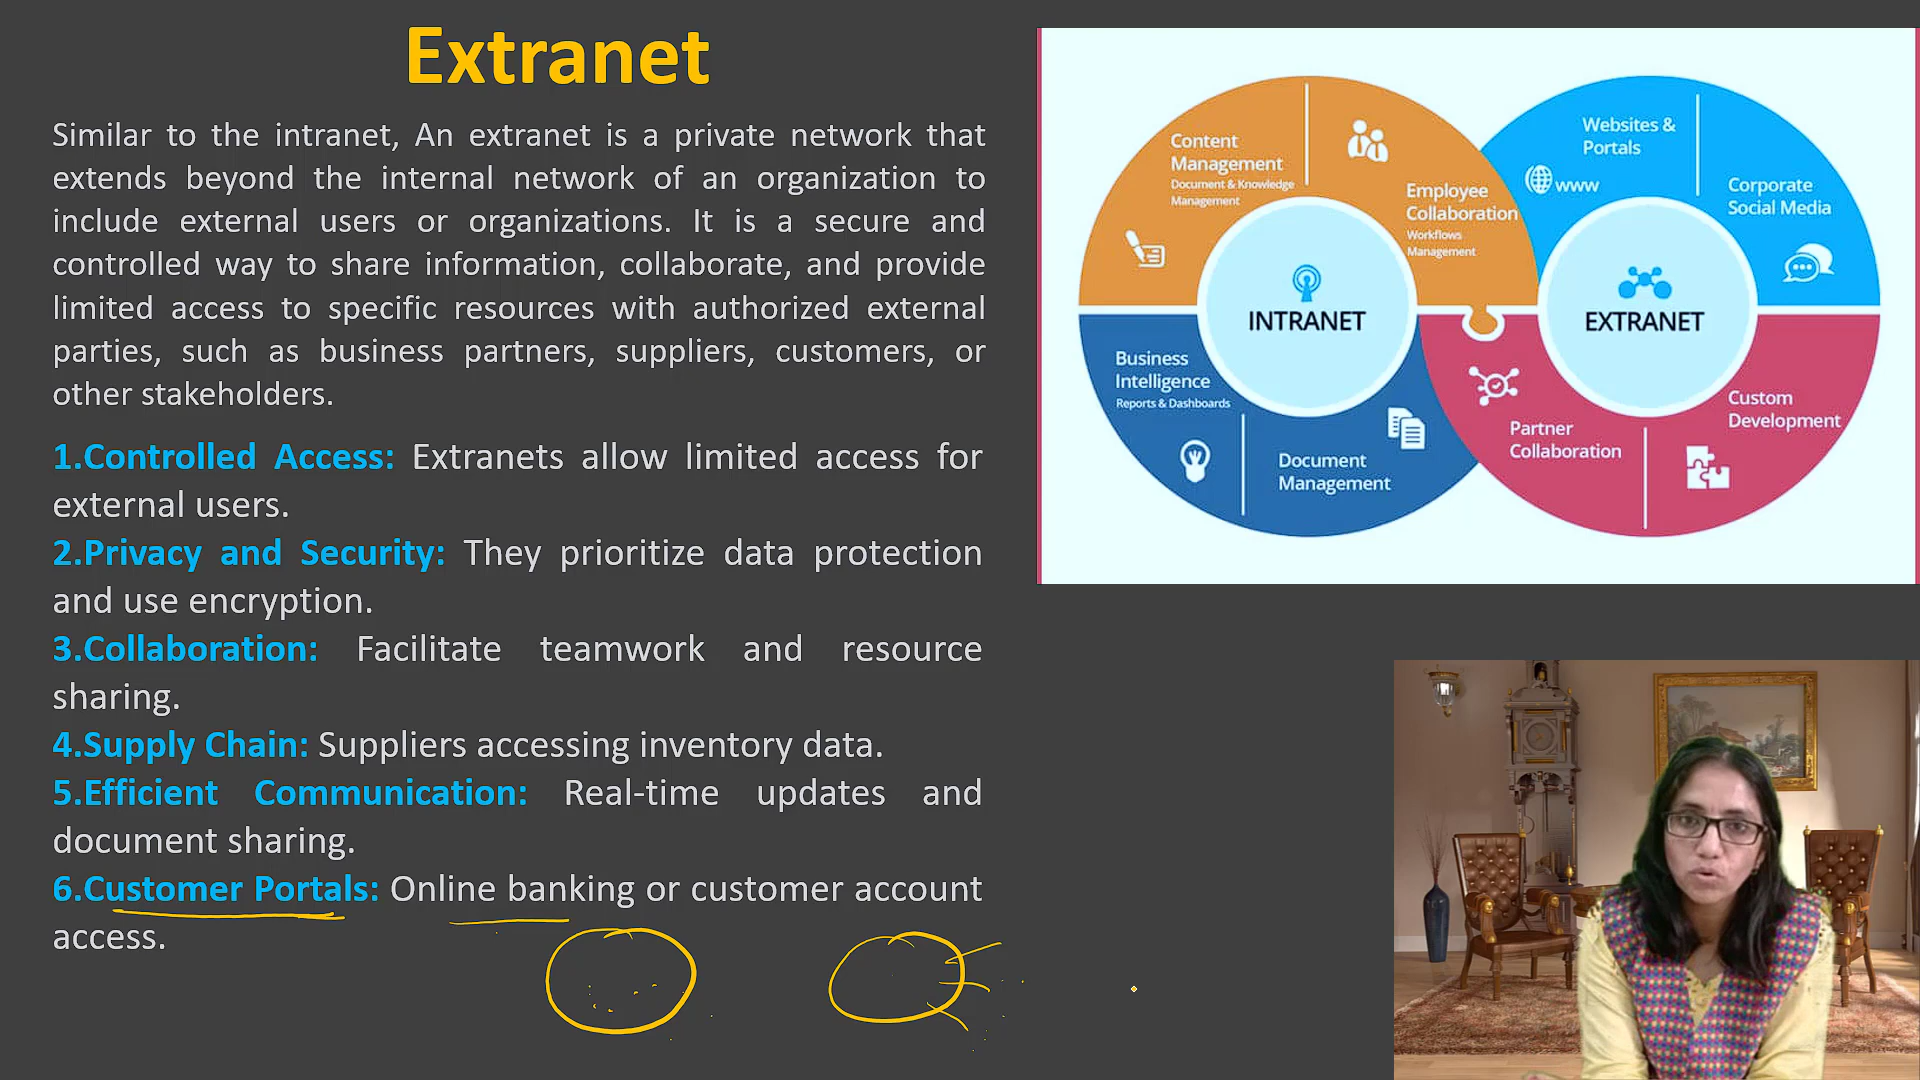 Extranet
Similar to the intranet, An extranet is a private network that
extends beyond the internal network of an organization to
include external users or organizations. It is a secure and
controlled way to share information, collaborate, and provide
limited access to specific resources with authorized external
parties, such as business partners, suppliers, customers, or
other stakeholders.
1.Controlled Access: Extranets allow limited access for
external users.
2.Privacy and Security: They prioritize data protection
and use encryption.
3.Collaboration: Facilitate teamwork and resource
sharing.
4.Supply Chain: Suppliers accessing inventory data.
5.Efficient Communication: Real-time updates and
document sharing.
6.Customer Portals: Online banking or customer account
access.
Content
Management
Document & Knowledge
Management
Employee
Collaboration
Workflows
Management
INTRANET
Business
Intelligence
Reports & Dashboards
Document
Management
Websites &
Portals
www
Corporate
Social Media
EXTRANET
Partner
Collaboration
Custom
Development